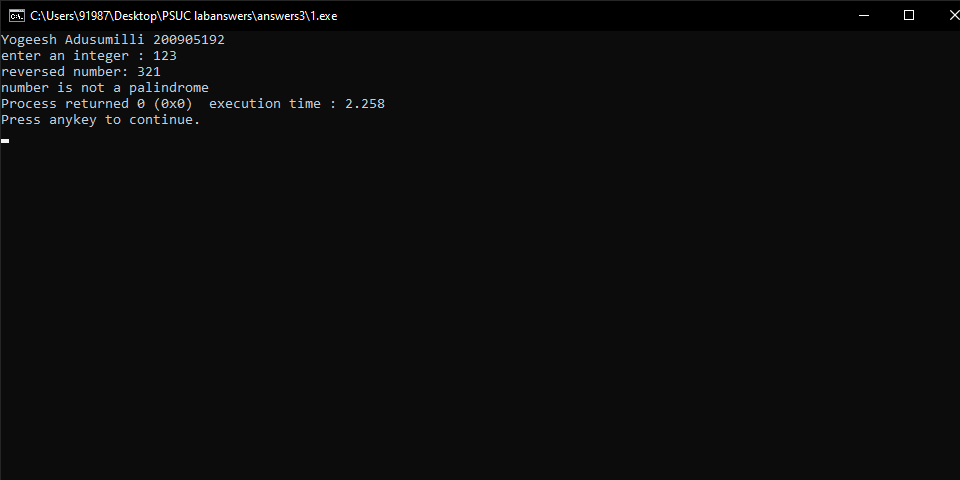 C:\Users\91987\Desktop\PSUC labanswers\answers3\1.exe
Yogeesh Adusumilli 200905192
enter an integer : 123
reversed number: 321
number is not a palindrome
Process returned 0 (0x0)  execution time : 2.258
Press anykey to continue.